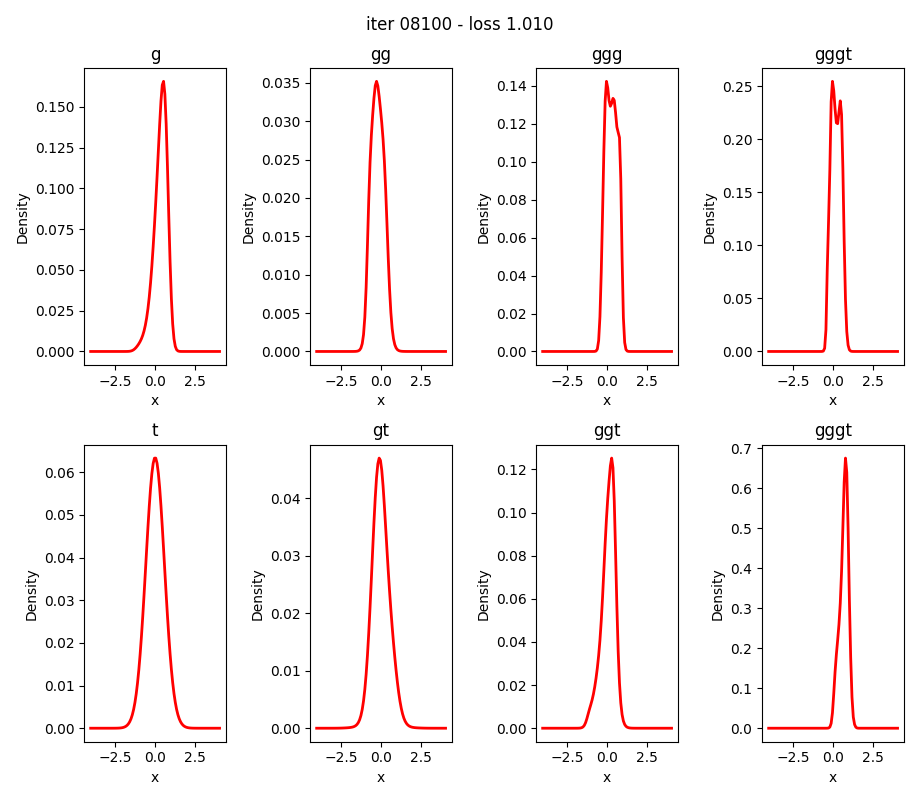 iter 08100 - loss 1.010
g
gg
ggg
gggt
0.150
0.125
0.100
0.075
0.050
0.025
0.000
Density
−2.5 0.0 2.5
x
0.035
0.030
0.025
0.020
0.015
0.010
0.005
0.000
Density
−2.5 0.0 2.5
x
0.14
0.12
0.10
0.08
0.06
0.04
0.02
0.00
Density
−2.5 0.0 2.5
x
0.25
0.20
0.15
0.10
0.05
0.00
Density
−2.5 0.0 2.5
x
t
gt
ggt
gggt
0.06
0.05
0.04
0.03
0.02
0.01
0.00
Density
−2.5 0.0 2.5
x
0.04
0.03
0.02
0.01
0.00
Density
−2.5 0.0 2.5
x
0.12
0.10
0.08
0.06
0.04
0.02
0.00
Density
−2.5 0.0 2.5
x
0.7
0.6
0.5
0.4
0.3
0.2
0.1
0.0
Density
−2.5 0.0 2.5
x